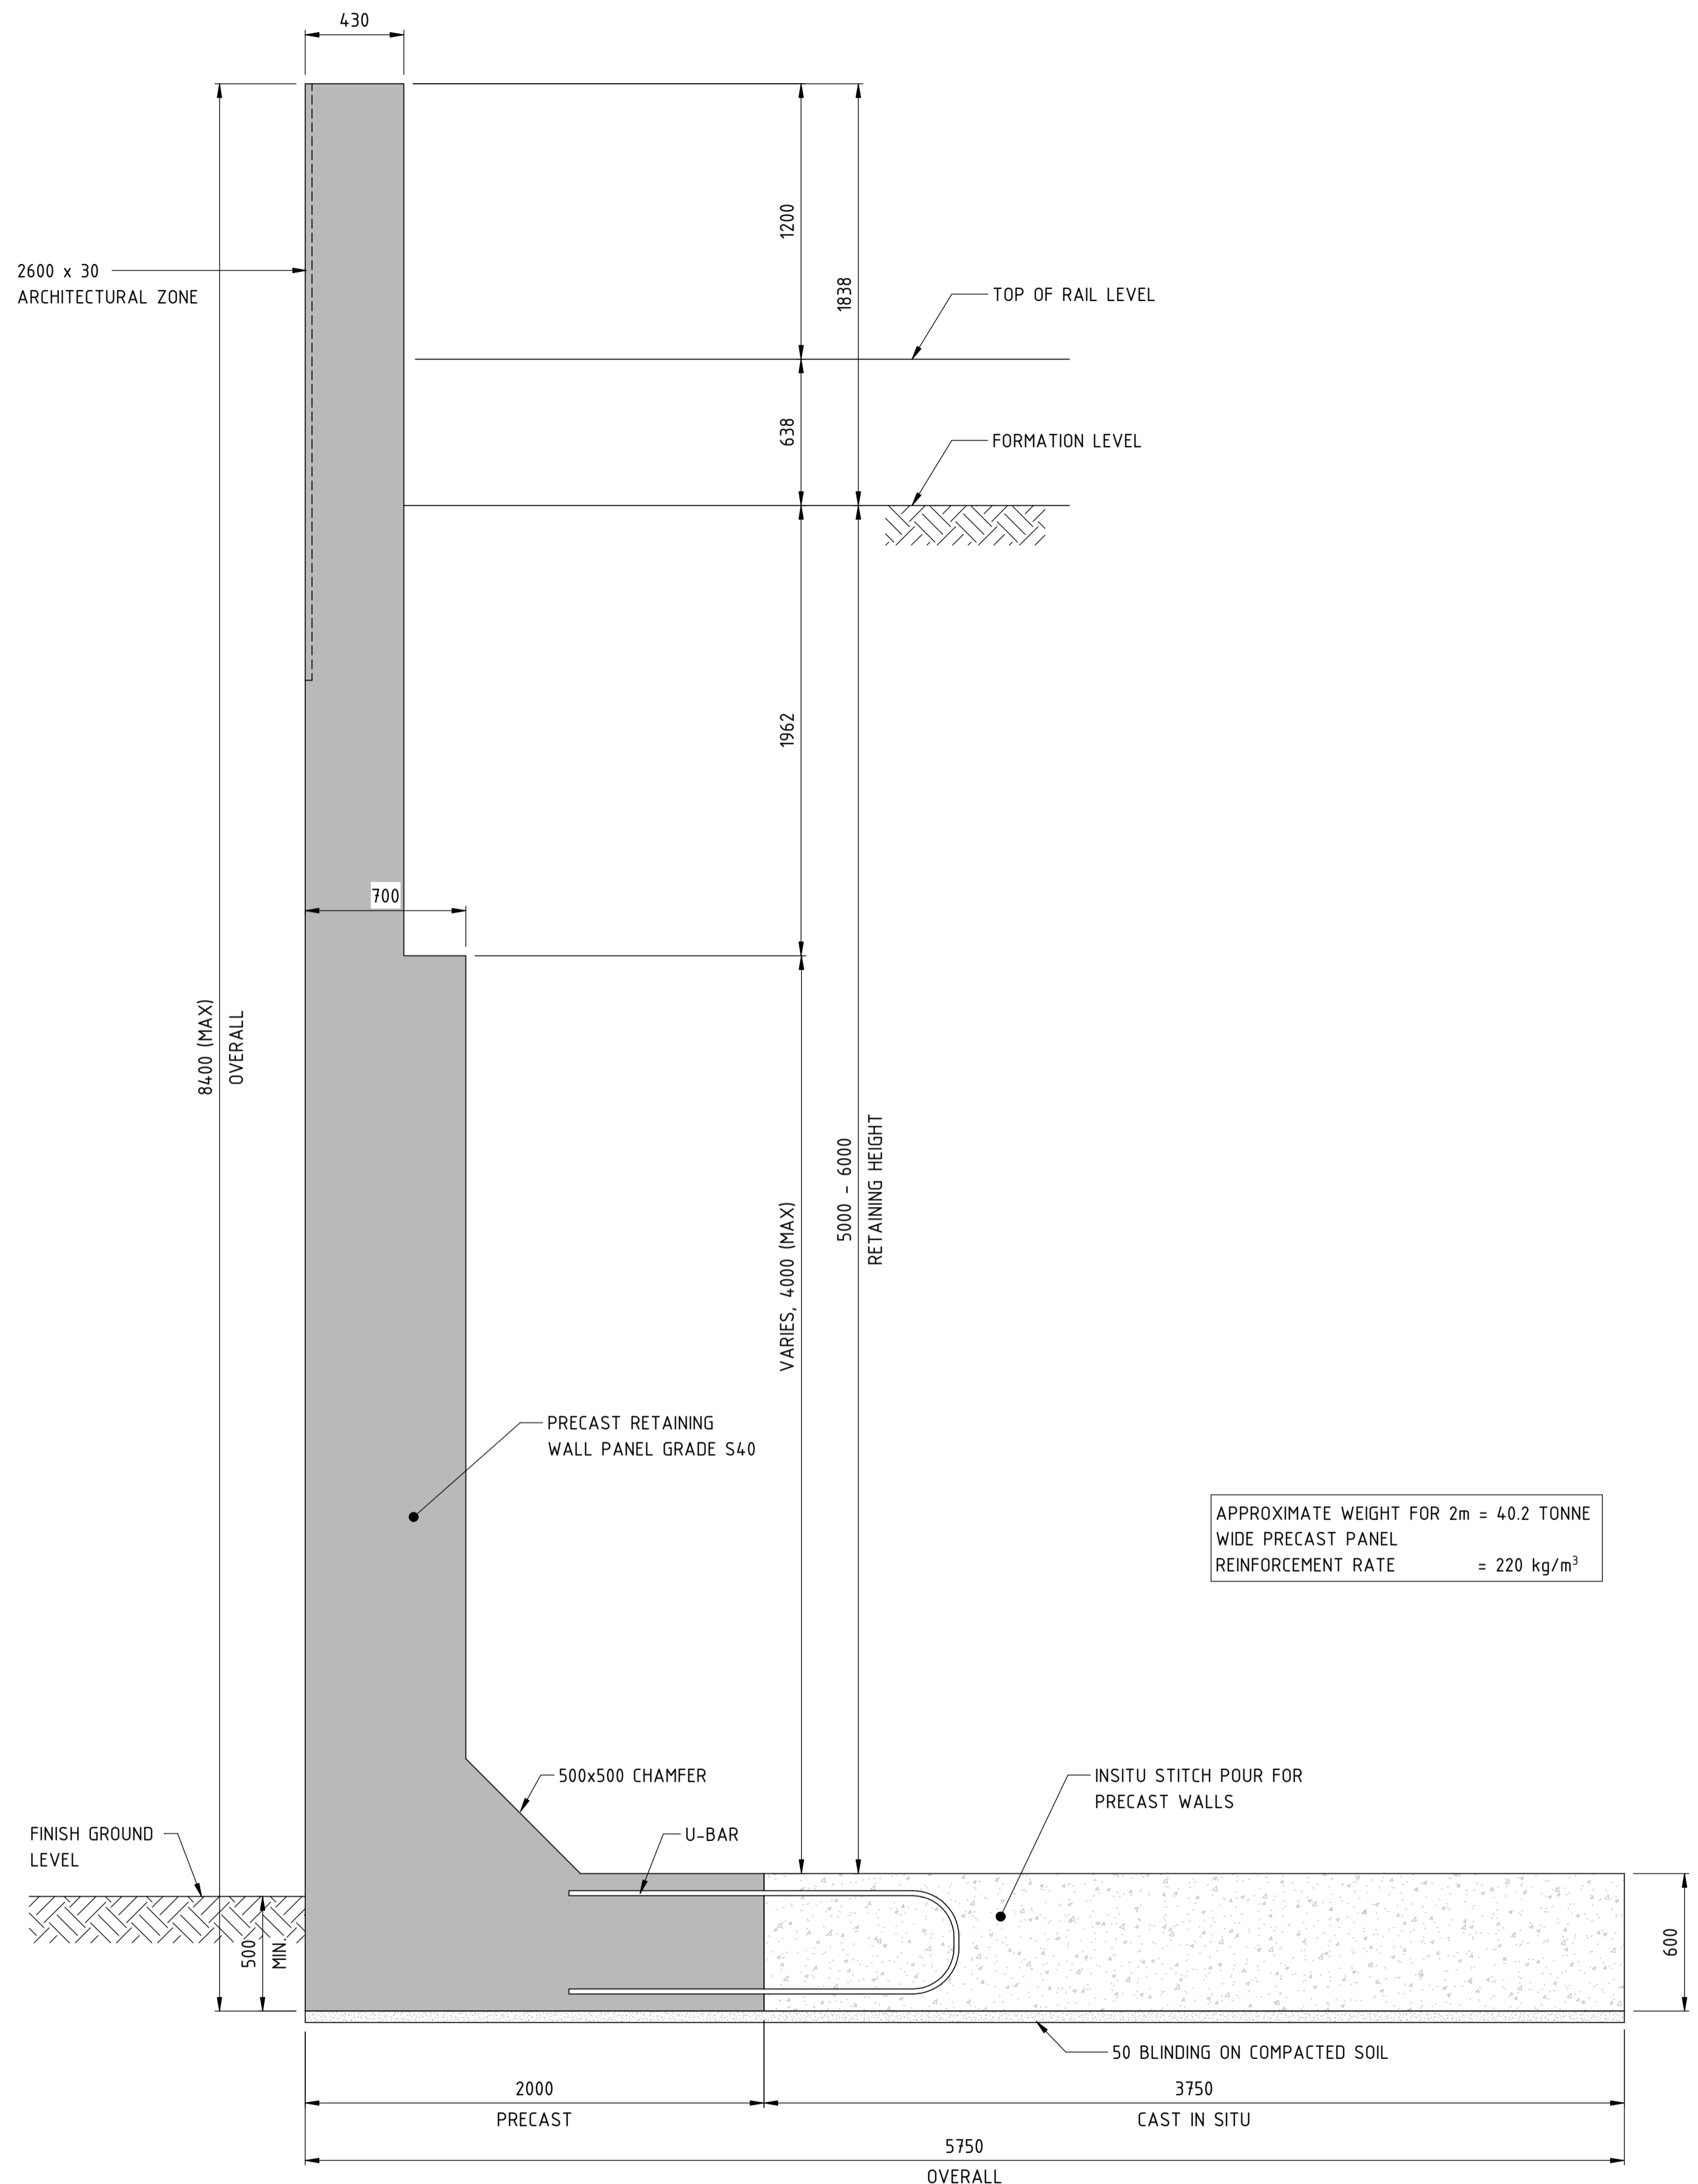 430
1200
2600 x 30
ARCHITECTURAL ZONE
1838
TOP OF RAIL LEVEL
638
FORMATION LEVEL
1962
700
8400 (MAX)
OVERALL
5000 - 6000
RETAINING HEIGHT
VARIES, 4000 (MAX)
PRECAST RETAINING
WALL PANEL GRADE S40
APPROXIMATE WEIGHT FOR 2m = 40.2 TONNE
WIDE PRECAST PANEL
REINFORCEMENT RATE = 220 kg/m³
500x500 CHAMFER
INSITU STITCH POUR FOR
PRECAST WALLS
FINISH GROUND
LEVEL
U-BAR
500
MIN.
600
50 BLINDING ON COMPACTED SOIL
2000
PRECAST
3750
CAST IN SITU
5750
OVERALL